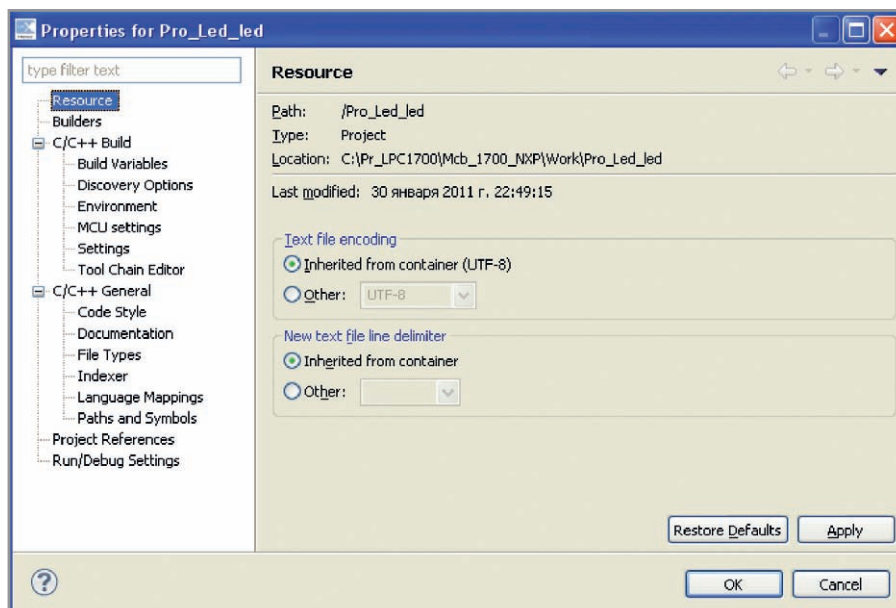 Properties for Pro_Led_led
type filter text
Resource
Builders
C/C++ Build
Build Variables
Discovery Options
Environment
MCU settings
Settings
Tool Chain Editor
C/C++ General
Code Style
Documentation
File Types
Indexer
Language Mappings
Paths and Symbols
Project References
Run/Debug Settings
Resource
Path: /Pro_Led_led
Type: Project
Location: C:\Pr_LPC1700\Mcb_1700_NXP\Work\Pro_Led_led
Last modified: 30 января 2011 г. 22:49:15
Text file encoding
Inherited from container (UTF-8)
Other: UTF-8
New text file line delimiter
Inherited from container
Other:
Restore Defaults
Apply
?
OK
Cancel